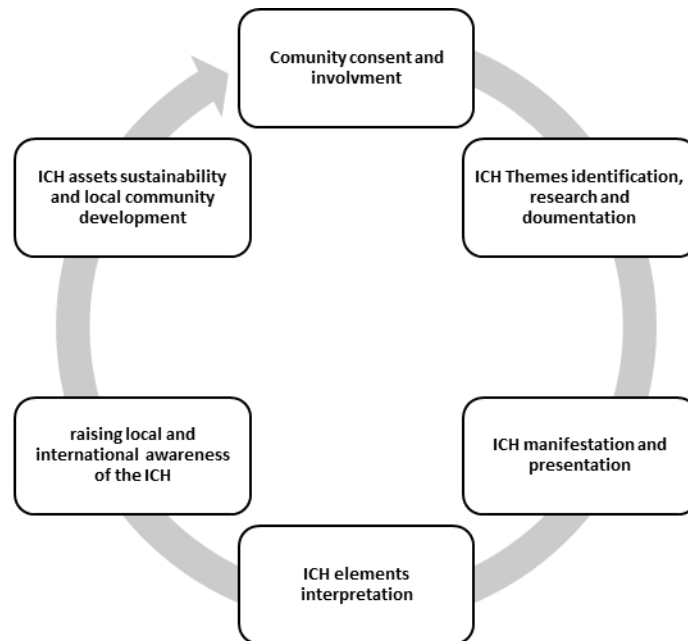 Comunity consent and
involvment
ICH Themes identification,
research and
doumentation
ICH manifestation and
presentation
ICH elements
interpretation
raising local and
international awareness
of the ICH
ICH assets sustainability
and local community
development